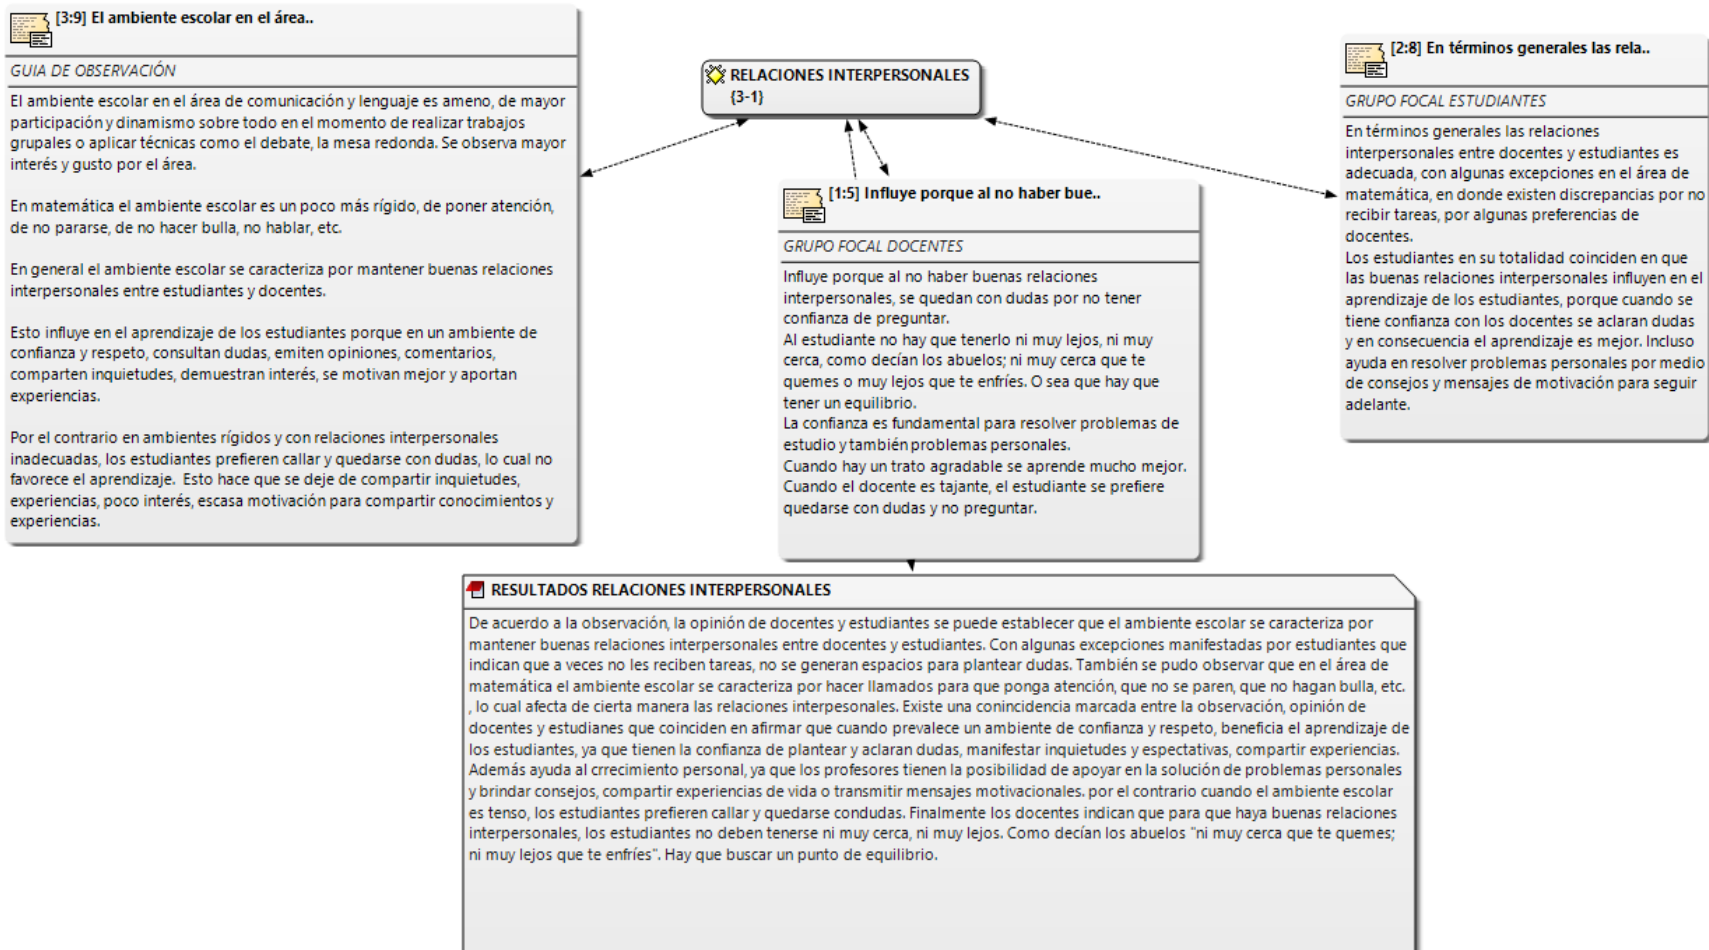 [3:9] El ambiente escolar en el área..
GUIA DE OBSERVACIÓN
El ambiente escolar en el área de comunicación y lenguaje es ameno, de mayor
participación y dinamismo sobre todo en el momento de realizar trabajos
grupales o aplicar técnicas como el debate, la mesa redonda. Se observa mayor
interés y gusto por el área.
En matemática el ambiente escolar es un poco más rígido, de poner atención,
de no pararse, de no hacer bulla, no hablar, etc.
En general el ambiente escolar se caracteriza por mantener buenas relaciones
interpersonales entre estudiantes y docentes.
Esto influye en el aprendizaje de los estudiantes porque en un ambiente de
confianza y respeto, consultan dudas, emiten opiniones, comentarios,
comparten inquietudes, demuestran interés, se motivan mejor y aportan
experiencias.
Por el contrario en ambientes rígidos y con relaciones interpersonales
inadecuadas, los estudiantes prefieren callar y quedarse con dudas, lo cual no
favorece el aprendizaje.  Esto hace que se deje de compartir inquietudes,
experiencias, poco interés, escasa motivación para compartir conocimientos y
experiencias.
RELACIONES INTERPERSONALES
{3-1}
[1:5] Influye porque al no haber bue..
GRUPO FOCAL DOCENTES
Influye porque al no haber buenas relaciones
interpersonales, se quedan con dudas por no tener
confianza de preguntar.
Al estudiante no hay que tenerlo ni muy lejos, ni muy
cerca, como decían los abuelos; ni muy cerca que te
quemes o muy lejos que te enfríes. O sea que hay que
tener un equilibrio.
La confianza es fundamental para resolver problemas de
estudio y también problemas personales.
Cuando hay un trato agradable se aprende mucho mejor.
Cuando el docente es tajante, el estudiante se prefiere
quedarse con dudas y no preguntar.
[2:8] En términos generales las rela..
GRUPO FOCAL ESTUDIANTES
En términos generales las relaciones
interpersonales entre docentes y estudiantes es
adecuada, con algunas excepciones en el área de
matemática, en donde existen discrepancias por no
recibir tareas, por algunas preferencias de
docentes.
Los estudiantes en su totalidad coinciden en que
las buenas relaciones interpersonales influyen en el
aprendizaje de los estudiantes, porque cuando se
tiene confianza con los docentes se aclaran dudas
y en consecuencia el aprendizaje es mejor. Incluso
ayuda en resolver problemas personales por medio
de consejos y mensajes de motivación para seguir
adelante.
RESULTADOS RELACIONES INTERPERSONALES
De acuerdo a la observación, la opinión de docentes y estudiantes se puede establecer que el ambiente escolar se caracteriza por
mantener buenas relaciones interpersonales entre docentes y estudiantes. Con algunas excepciones manifestadas por estudiantes que
indican que a veces no les reciben tareas, no se generan espacios para plantear dudas. También se pudo observar que en el área de
matemática el ambiente escolar se caracteriza por hacer llamados para que ponga atención, que no se paren, que no hagan bulla, etc.
, lo cual afecta de cierta manera las relaciones interpesonales. Existe una conincidencia marcada entre la observación, opinión de
docentes y estudianes que coinciden en afirmar que cuando prevalece un ambiente de confianza y respeto, beneficia el aprendizaje de
los estudiantes, ya que tienen la confianza de plantear y aclaran dudas, manifestar inquietudes y espectativas, compartir experiencias.
Además ayuda al crrecimiento personal, ya que los profesores tienen la posibilidad de apoyar en la solución de problemas personales
y brindar consejos, compartir experiencias de vida o transmitir mensajes motivacionales. por el contrario cuando el ambiente escolar
es tenso, los estudiantes prefieren callar y quedarse condudas. Finalmente los docentes indican que para que haya buenas relaciones
interpersonales, los estudiantes no deben tenerse ni muy cerca, ni muy lejos. Como decían los abuelos "ni muy cerca que te quemes;
ni muy lejos que te enfríes". Hay que buscar un punto de equilibrio.